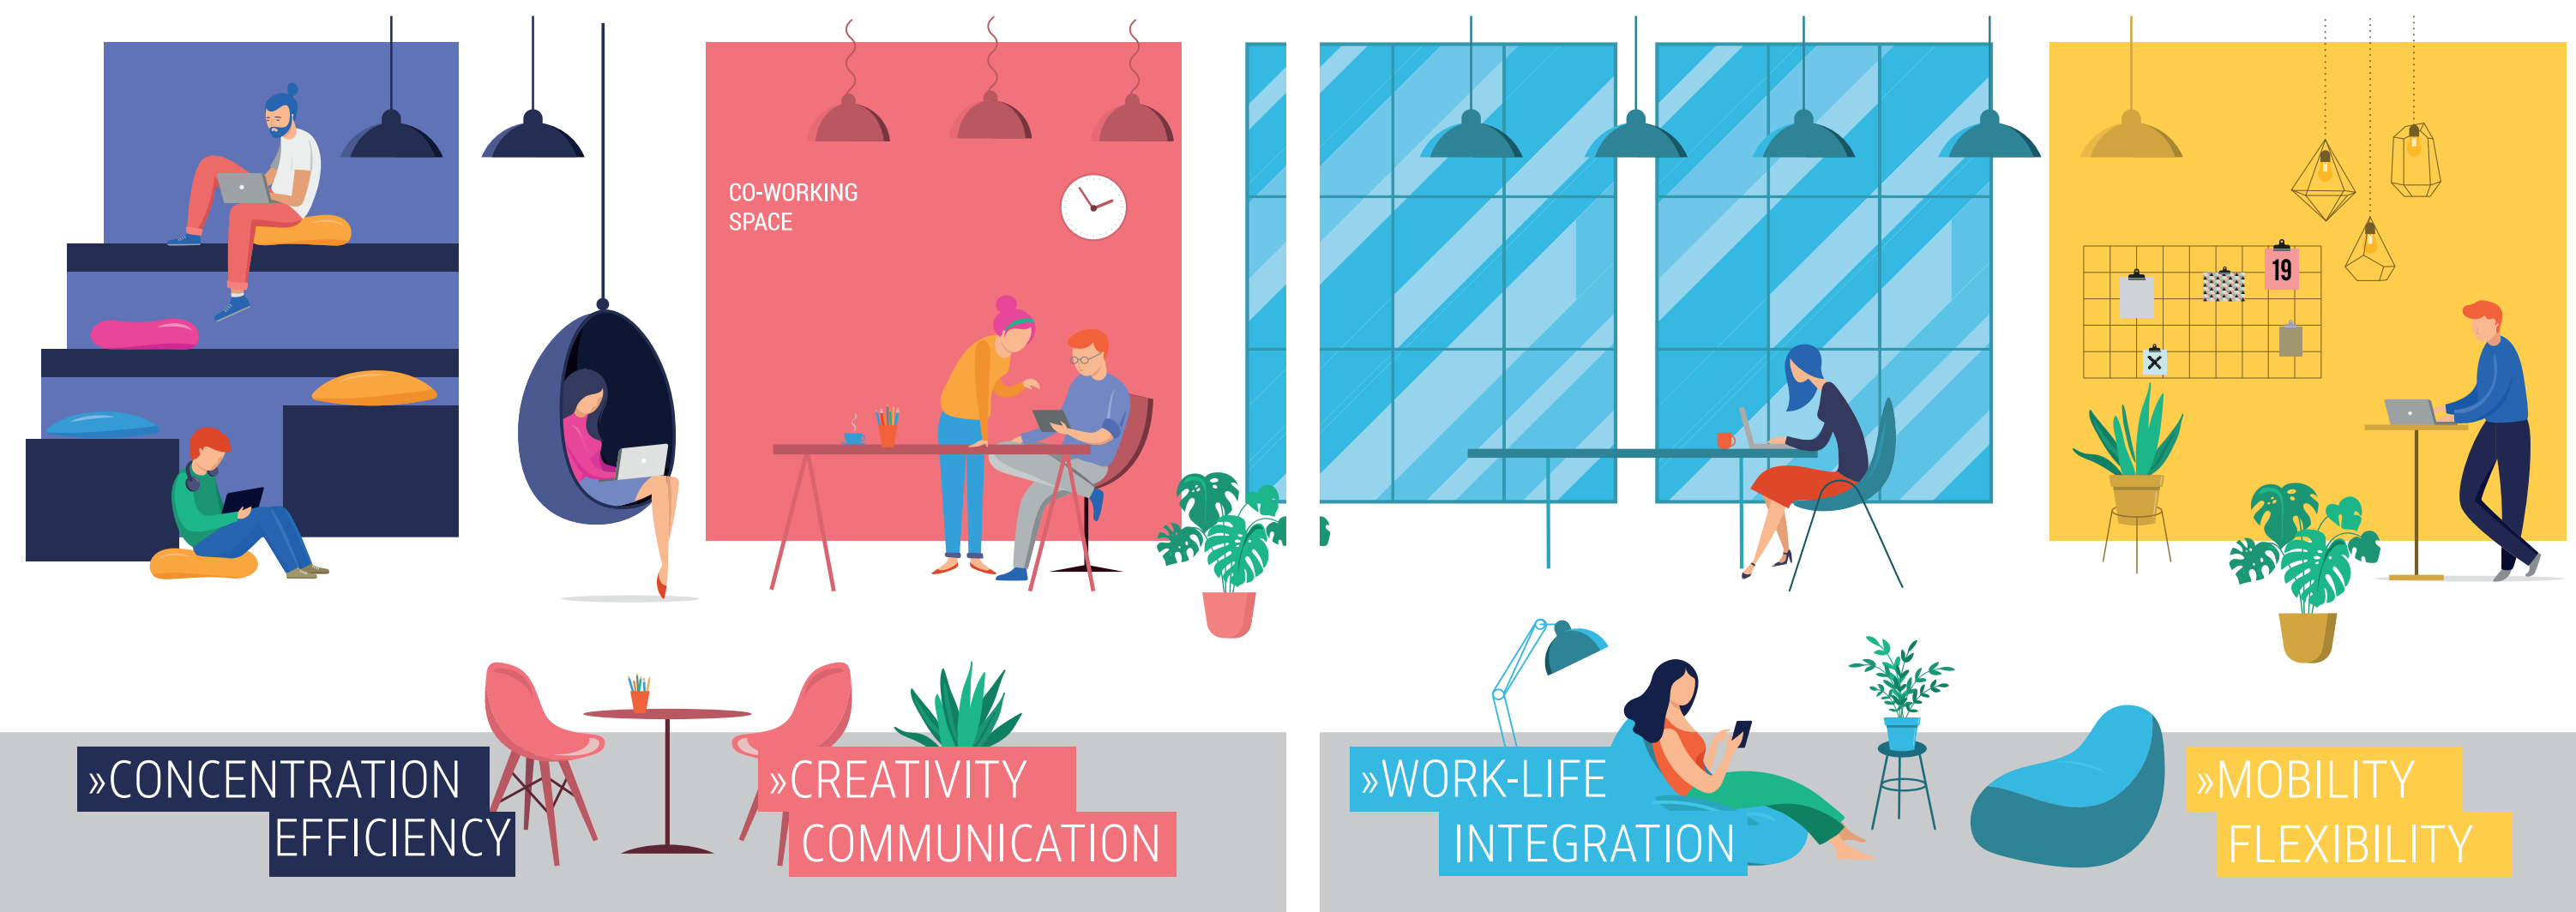 CO-WORKING
SPACE
19
X
»CONCENTRATION
EFFICIENCY
»CREATIVITY
COMMUNICATION
»WORK-LIFE
INTEGRATION
»MOBILITY
FLEXIBILITY